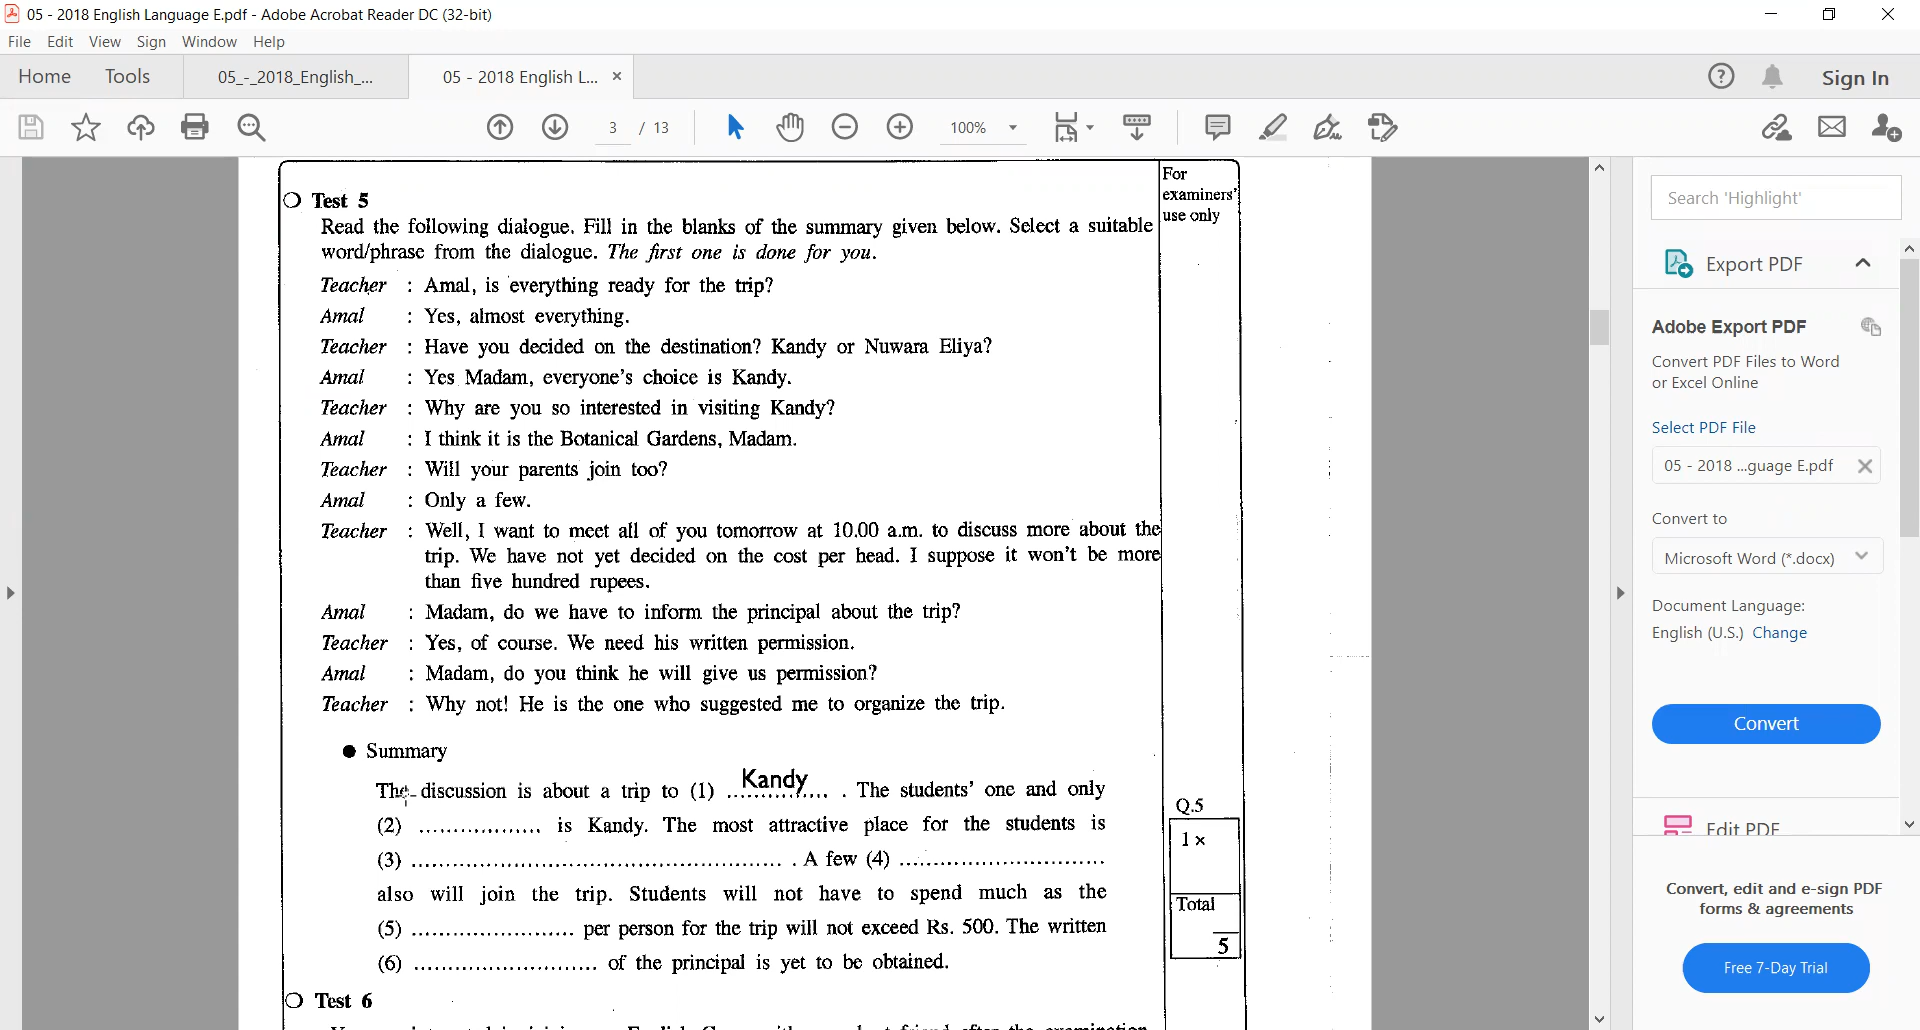 05 - 2018 English Language E.pdf - Adobe Acrobat Reader DC (32-bit)
File Edit View Sign Window Help
Home Tools 05_-_2018_English_... 05 - 2018 English L... × Sign In
3 / 13 100%
For
examiners'
use only
Test 5
Read the following dialogue. Fill in the blanks of the summary given below. Select a suitable
word/phrase from the dialogue. The first one is done for you.
Teacher : Amal, is everything ready for the trip?
Amal : Yes, almost everything.
Teacher : Have you decided on the destination? Kandy or Nuwara Eliya?
Amal : Yes Madam, everyone's choice is Kandy.
Teacher : Why are you so interested in visiting Kandy?
Amal : I think it is the Botanical Gardens, Madam.
Teacher : Will your parents join too?
Amal : Only a few.
Teacher : Well, I want to meet all of you tomorrow at 10.00 a.m. to discuss more about the
trip. We have not yet decided on the cost per head. I suppose it won't be more
than five hundred rupees.
Amal : Madam, do we have to inform the principal about the trip?
Teacher : Yes, of course. We need his written permission.
Amal : Madam, do you think he will give us permission?
Teacher : Why not! He is the one who suggested me to organize the trip.
● Summary
The discussion is about a trip to (1) ...Kandy... . The students' one and only
(2) .................. is Kandy. The most attractive place for the students is
(3) ...................................................... . A few (4) ..............................
also will join the trip. Students will not have to spend much as the
(5) ........................ per person for the trip will not exceed Rs. 500. The written
(6) ........................... of the principal is yet to be obtained.
Q.5
1 x
Total
5
Test 6
Search 'Highlight'
Export PDF
Adobe Export PDF
Convert PDF Files to Word
or Excel Online
Select PDF File
05 - 2018 ...guage E.pdf
Convert to
Microsoft Word (*.docx)
Document Language:
English (U.S.) Change
Convert
Edit PDF
Convert, edit and e-sign PDF
forms & agreements
Free 7-Day Trial